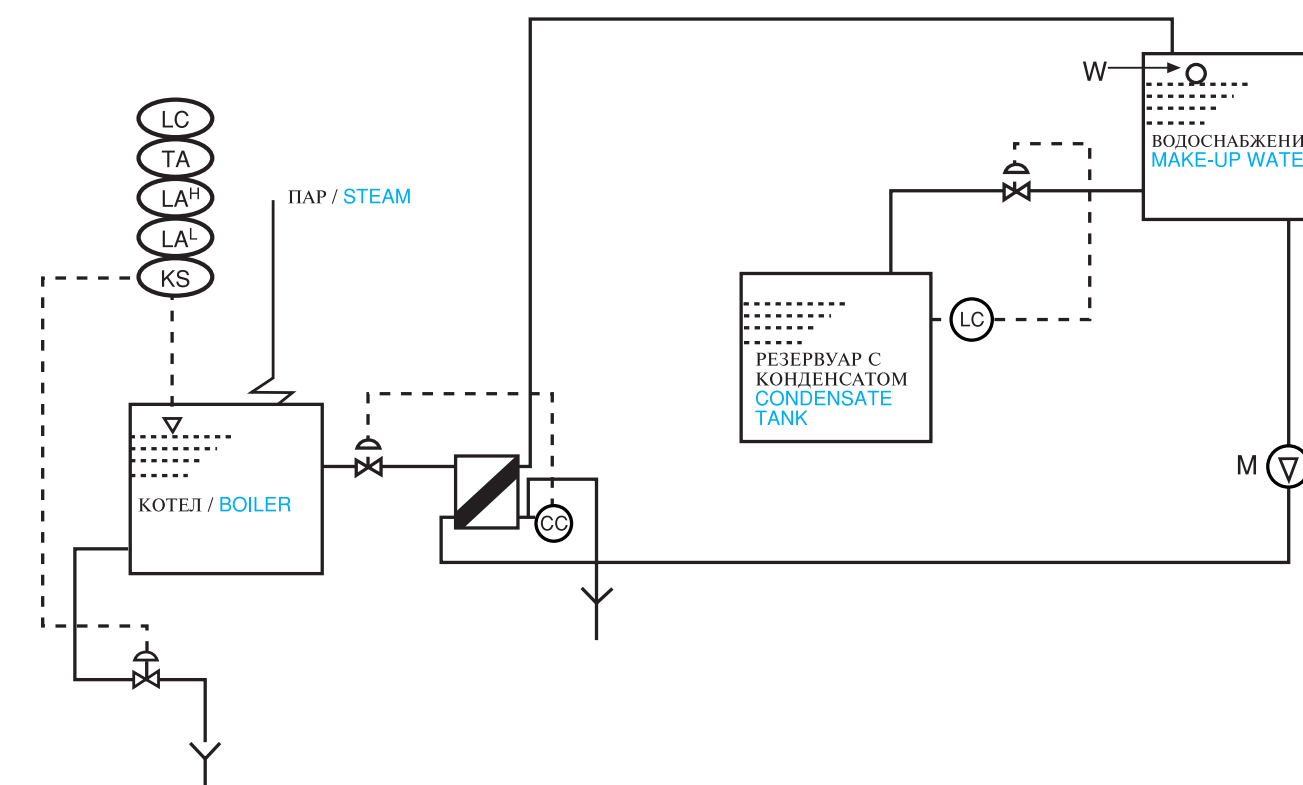 W
LC
TA
LAᴴ
LAᴸ
KS
ПАР / STEAM
ВОДОСНАБЖЕНИ
MAKE-UP WATE
LC
РЕЗЕРВУАР С
КОНДЕНСАТОМ
CONDENSATE
TANK
M
КОТЕЛ / BOILER
CC